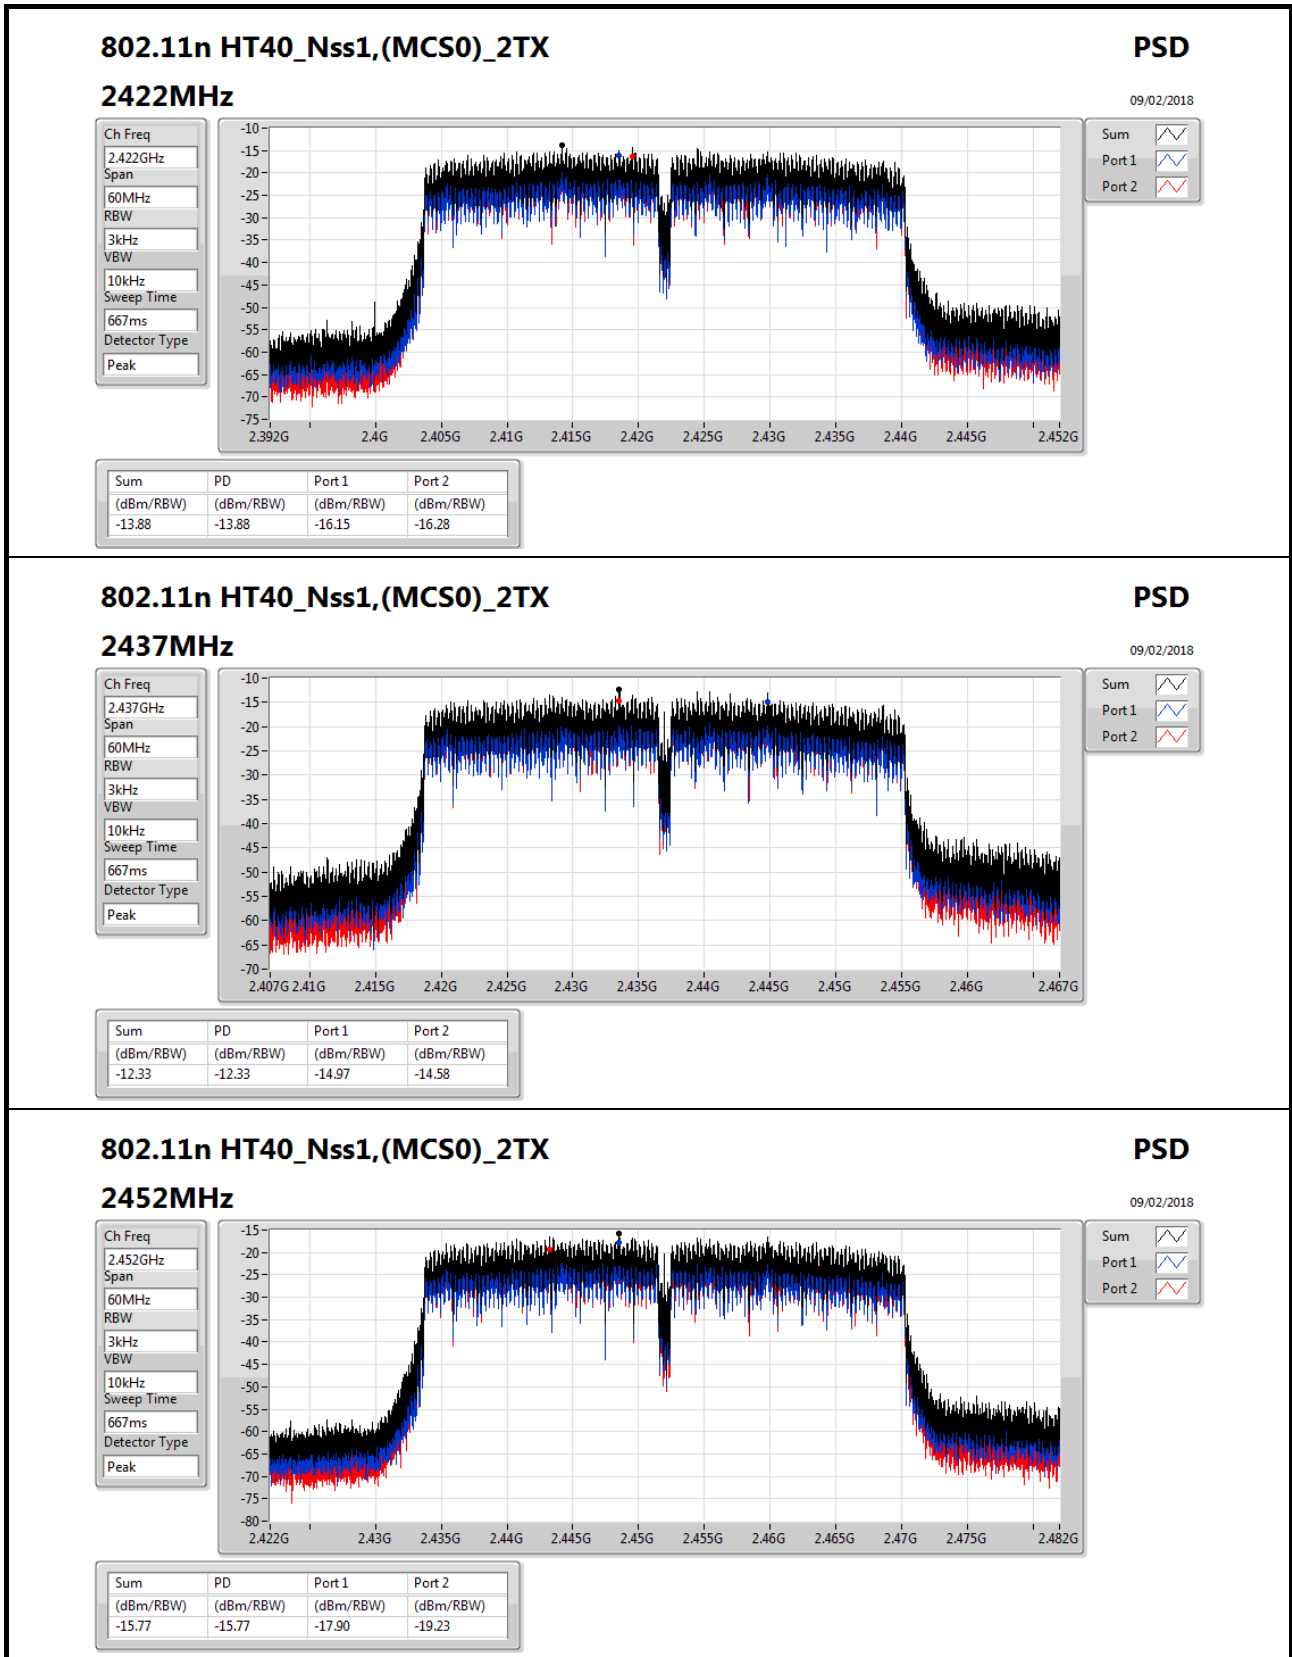 802.11n HT40_Nss1,(MCS0)_2TX PSD
2422MHz 09/02/2018
Ch Freq
2.422GHz
Span
60MHz
RBW
3kHz
VBW
10kHz
Sweep Time
667ms
Detector Type
Peak
-10
-15
-20
-25
-30
-35
-40
-45
-50
-55
-60
-65
-70
-75
2.392G 2.4G 2.405G 2.41G 2.415G 2.42G 2.425G 2.43G 2.435G 2.44G 2.445G 2.452G
Sum
Port 1
Port 2
Sum PD Port 1 Port 2
(dBm/RBW) (dBm/RBW) (dBm/RBW) (dBm/RBW)
-13.88 -13.88 -16.15 -16.28
802.11n HT40_Nss1,(MCS0)_2TX PSD
2437MHz 09/02/2018
Ch Freq
2.437GHz
Span
60MHz
RBW
3kHz
VBW
10kHz
Sweep Time
667ms
Detector Type
Peak
-10
-15
-20
-25
-30
-35
-40
-45
-50
-55
-60
-65
-70
2.407G 2.41G 2.415G 2.42G 2.425G 2.43G 2.435G 2.44G 2.445G 2.45G 2.455G 2.46G 2.467G
Sum
Port 1
Port 2
Sum PD Port 1 Port 2
(dBm/RBW) (dBm/RBW) (dBm/RBW) (dBm/RBW)
-12.33 -12.33 -14.97 -14.58
802.11n HT40_Nss1,(MCS0)_2TX PSD
2452MHz 09/02/2018
Ch Freq
2.452GHz
Span
60MHz
RBW
3kHz
VBW
10kHz
Sweep Time
667ms
Detector Type
Peak
-15
-20
-25
-30
-35
-40
-45
-50
-55
-60
-65
-70
-75
-80
2.422G 2.43G 2.435G 2.44G 2.445G 2.45G 2.455G 2.46G 2.465G 2.47G 2.475G 2.482G
Sum
Port 1
Port 2
Sum PD Port 1 Port 2
(dBm/RBW) (dBm/RBW) (dBm/RBW) (dBm/RBW)
-15.77 -15.77 -17.90 -19.23